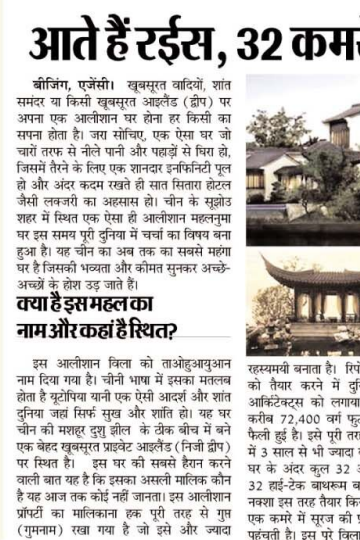 आते हैं रईस, 32 कमरे
बीजिंग, एजेंसी। खूबसूरत वादियों, शांत
समंदर या किसी खूबसूरत आइलैंड (द्वीप) पर
अपना एक आलीशान घर होना हर किसी का
सपना होता है। जरा सोचिए, एक ऐसा घर जो
चारों तरफ से नीले पानी और पहाड़ों से घिरा हो,
जिसमें तैरने के लिए एक शानदार इनफिनिटी पूल
हो और अंदर कदम रखते ही सात सितारा होटल
जैसी लक्जरी का अहसास हो। चीन के सूझोउ
शहर में स्थित एक ऐसा ही आलीशान महलनुमा
घर इस समय पूरी दुनिया में चर्चा का विषय बना
हुआ है। यह चीन का अब तक का सबसे महंगा
घर है जिसकी भव्यता और कीमत सुनकर अच्छे-
अच्छों के होश उड़ जाते हैं।
क्या है इस महल का
नाम और कहां है स्थित?
इस आलीशान विला को ताओहुआयुआन
नाम दिया गया है। चीनी भाषा में इसका मतलब
होता है यूटोपिया यानी एक ऐसी आदर्श और शांत
दुनिया जहां सिर्फ सुख और शांति हो। यह घर
चीन की मशहूर दुशु झील के ठीक बीच में बने
एक बेहद खूबसूरत प्राइवेट आइलैंड (निजी द्वीप)
पर स्थित है। इस घर की सबसे हैरान करने
वाली बात यह है कि इसका असली मालिक कौन
है यह आज तक कोई नहीं जानता। इस आलीशान
प्रॉपर्टी का मालिकाना हक पूरी तरह से गुप्त
(गुमनाम) रखा गया है जो इसे और ज्यादा
रहस्यमयी बनाता है।
को तैयार करने में
आर्किटेक्ट्स को लगाया
करीब 72,400 वर्ग
फैली हुई है। इसे पूरी
में 3 साल से भी ज्यादा
घर के अंदर कुल 32
32 हाई-टेक बाथरूम
नक्शा इस तरह तैयार
एक कमरे में सूरज की
पहुंचती है। इस पूरे